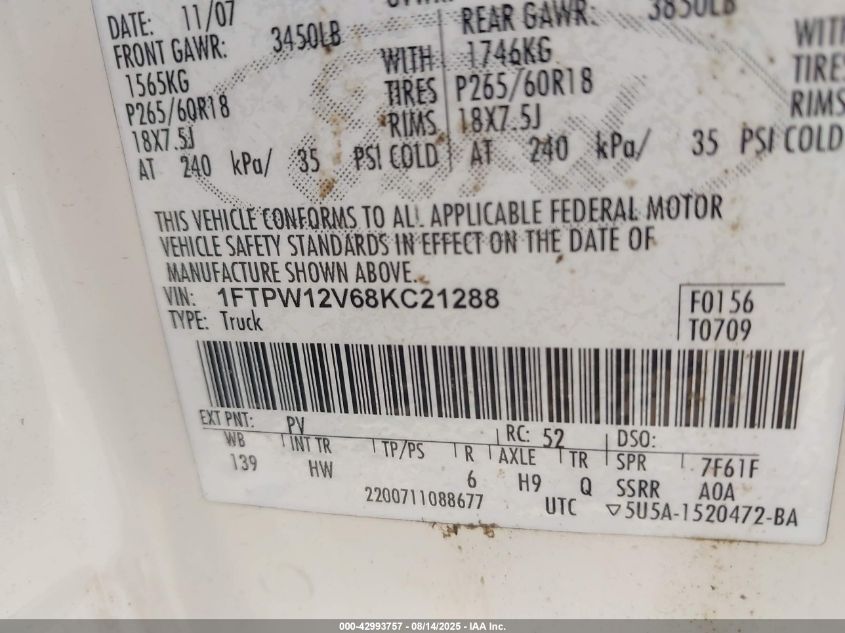 DATE: 11/07
FRONT GAWR: 3450LB
1565KG WITH
P265/60R18 TIRES
18X7.5J RIMS
AT 240 kPa/ 35 PSI COLD
REAR GAWR: 3850LB
1746KG WITH
P265/60R18 TIRES
18X7.5J RIMS
AT 240 kPa/ 35 PSI COLD
THIS VEHICLE CONFORMS TO ALL APPLICABLE FEDERAL MOTOR
VEHICLE SAFETY STANDARDS IN EFFECT ON THE DATE OF
MANUFACTURE SHOWN ABOVE.
VIN: 1FTPW12V68KC21288
TYPE: Truck
F0156
T0709
EXT PNT: PV RC: 52 DSO:
WB INT TR TP/PS R AXLE TR SPR 7F61F
139 HW 6 H9 Q SSRR A0A
2200711088677 UTC ▽5U5A-1520472-BA
000-42993757 - 08/14/2025 - IAA Inc.